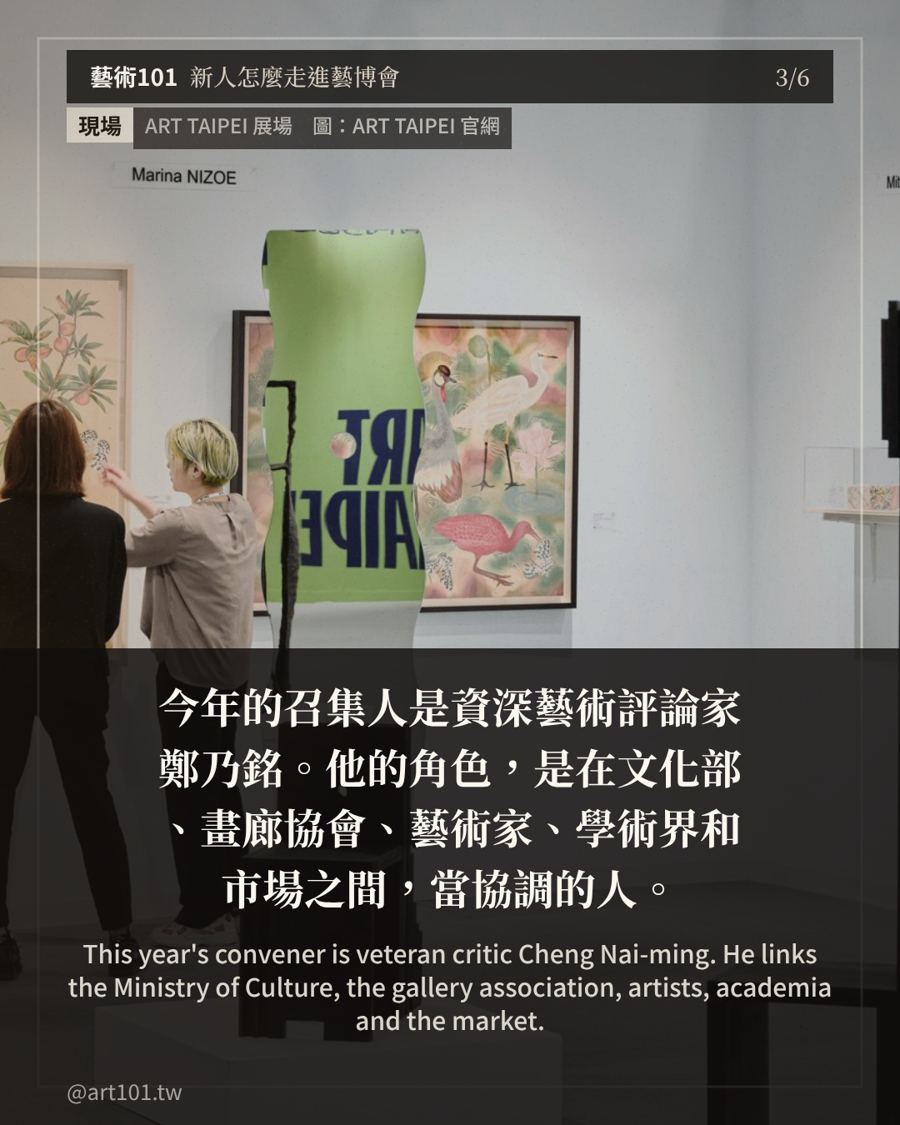 藝術101 新人怎麼走進藝博會 3/6
現場 ART TAIPEI 展場 圖：ART TAIPEI 官網
Marina NIZOE
ART
TAIPE
今年的召集人是資深藝術評論家
鄭乃銘。他的角色，是在文化部
、畫廊協會、藝術家、學術界和
市場之間，當協調的人。
This year's convener is veteran critic Cheng Nai-ming. He links
the Ministry of Culture, the gallery association, artists, academia
and the market.
@art101.tw